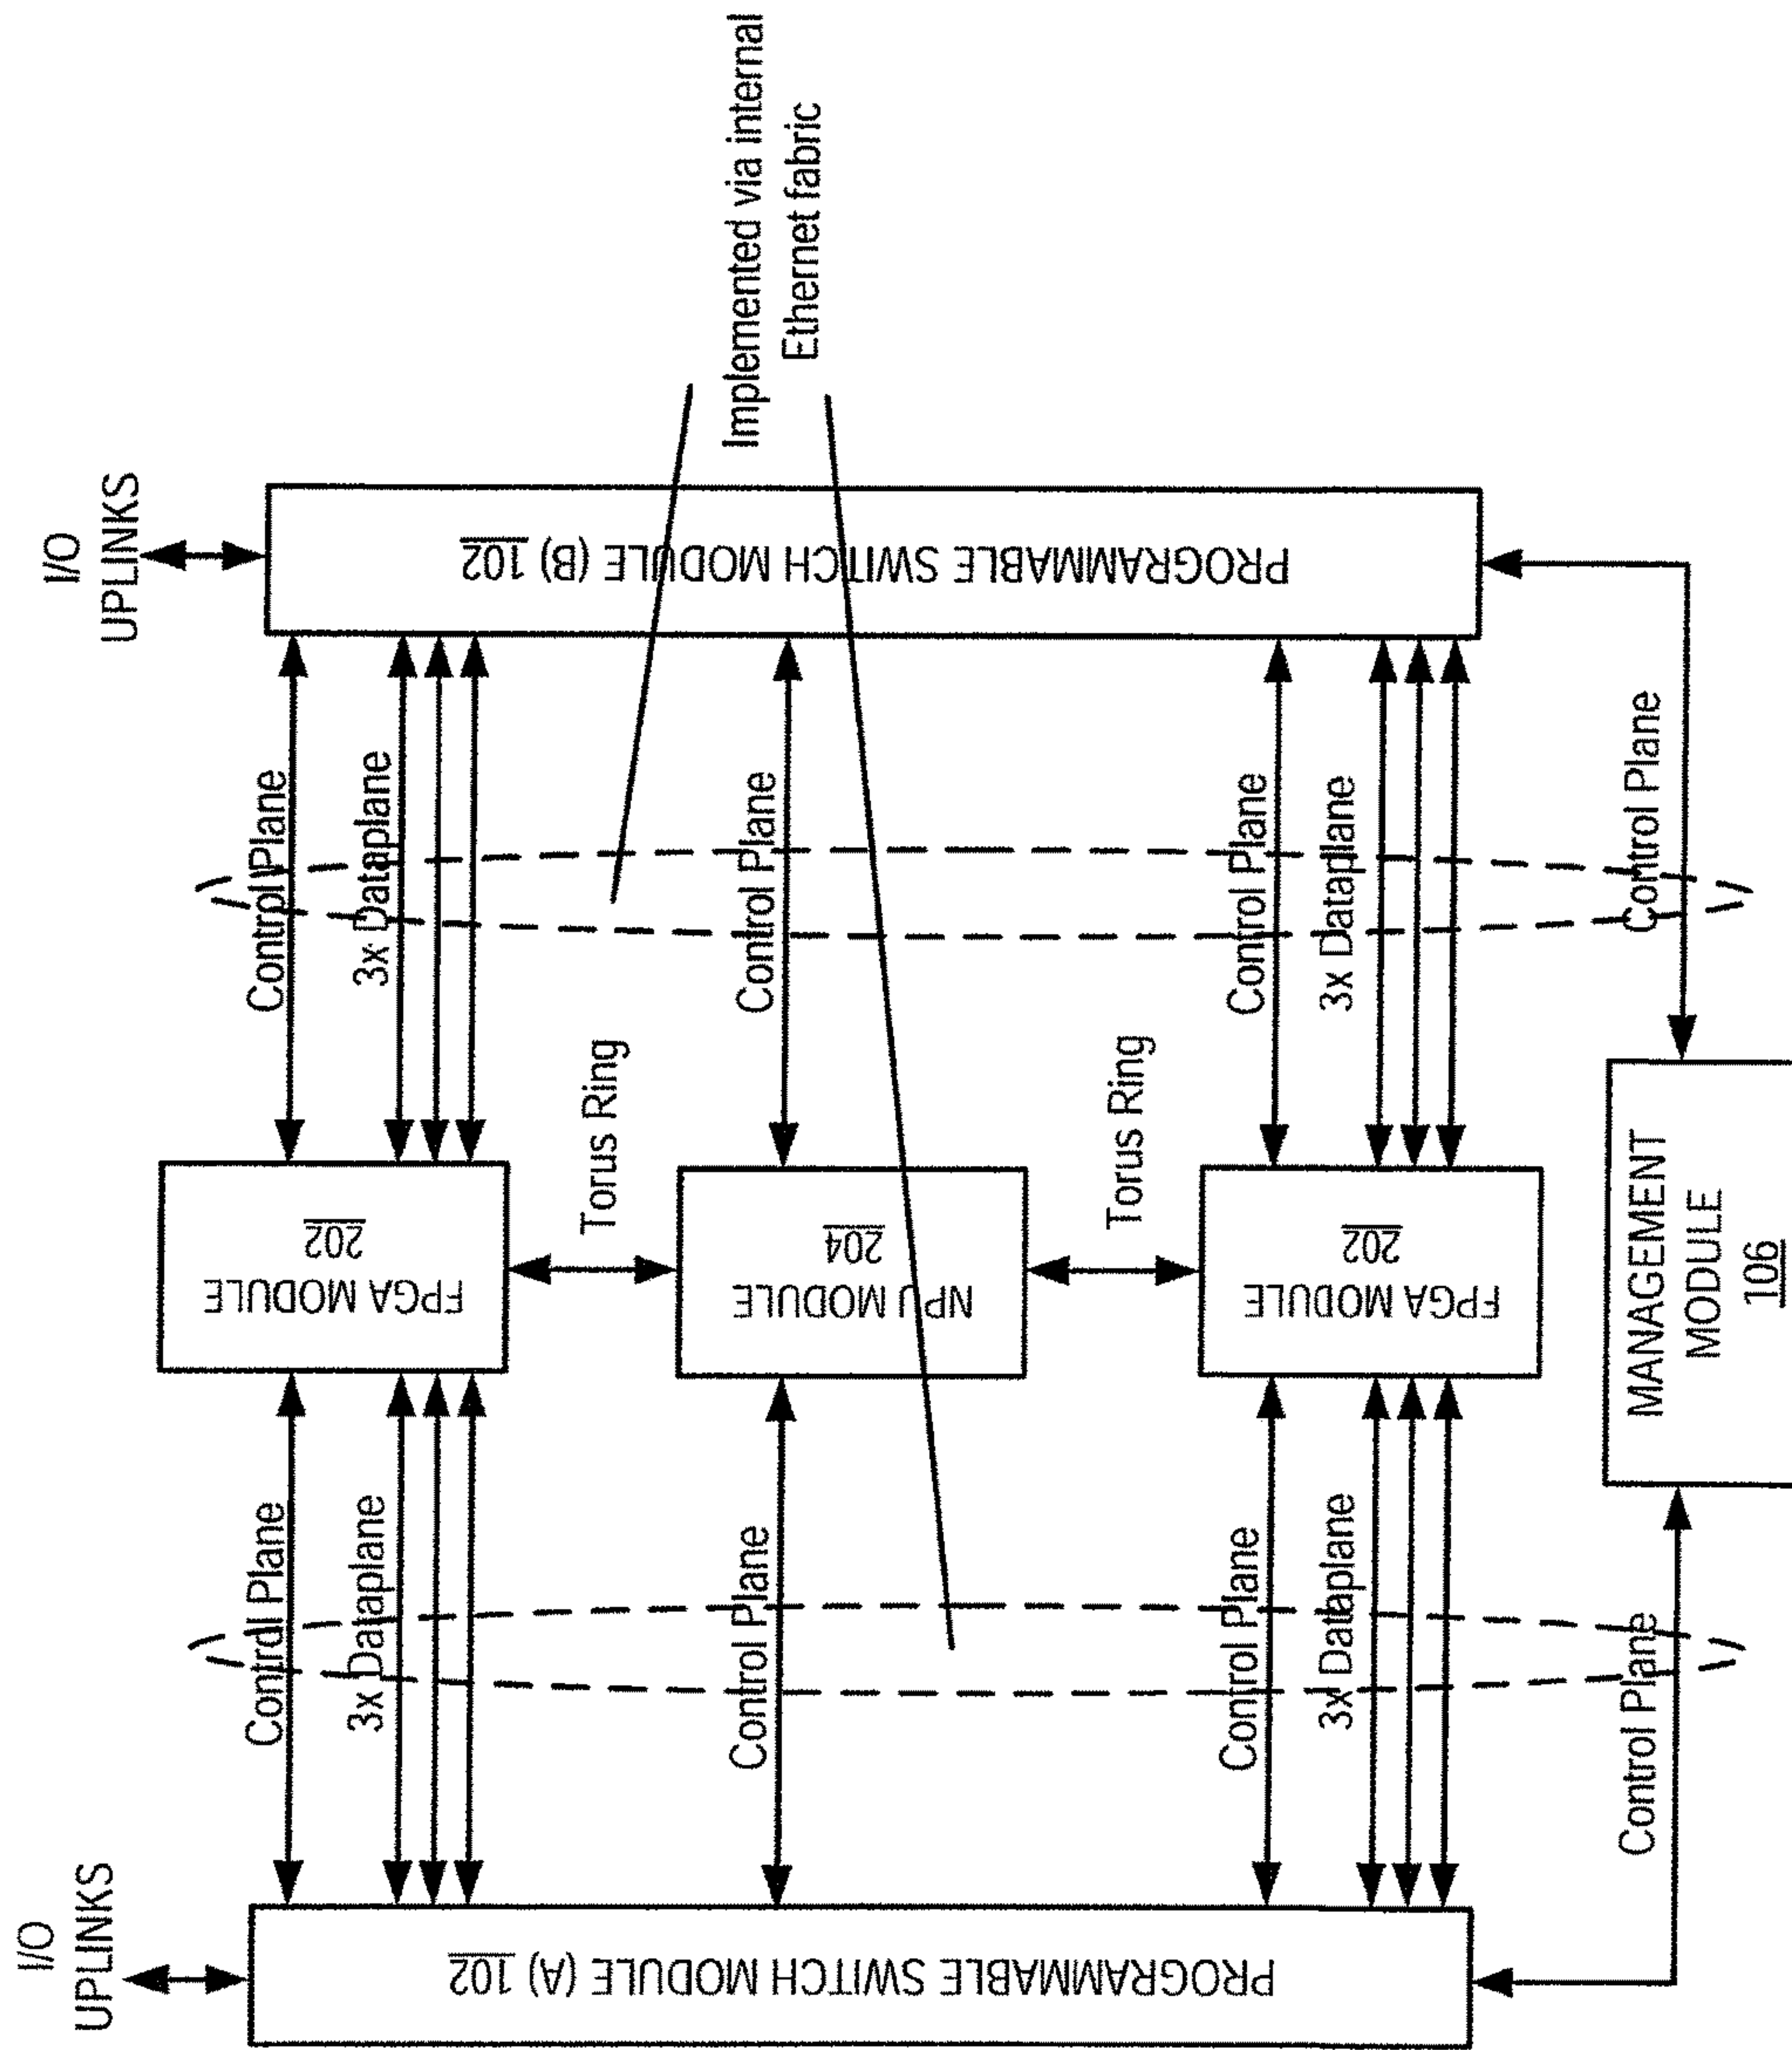 I/O
UPLINKS
I/O
UPLINKS
PROGRAMMABLE SWITCH MODULE (A) 102
PROGRAMMABLE SWITCH MODULE (B) 102
Control Plane
3x Dataplane
Control Plane
Control Plane
3x Dataplane
Control Plane
FPGA MODULE
202
Torus Ring
NPU MODULE
204
Torus Ring
FPGA MODULE
202
MANAGEMENT
MODULE
106
Control Plane
3x Dataplane
Control Plane
Control Plane
3x Dataplane
Control Plane
Implemented via internal
Ethernet fabric